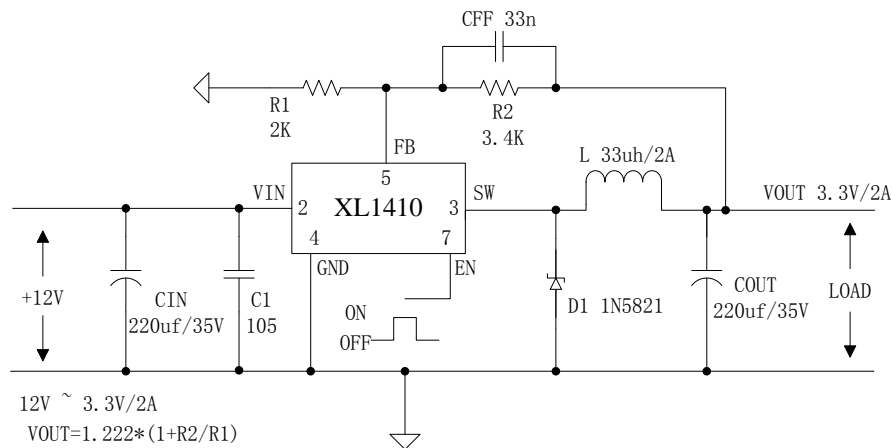 CFF 33n
R1
2K
R2
3.4K
FB
L 33uh/2A
5
VIN
SW
VOUT 3.3V/2A
2
XL1410
3
4
7
GND
EN
+12V
CIN
220uf/35V
C1
105
ON
OFF
D1 1N5821
COUT
220uf/35V
LOAD
12V ~ 3.3V/2A
VOUT=1.222*(1+R2/R1)